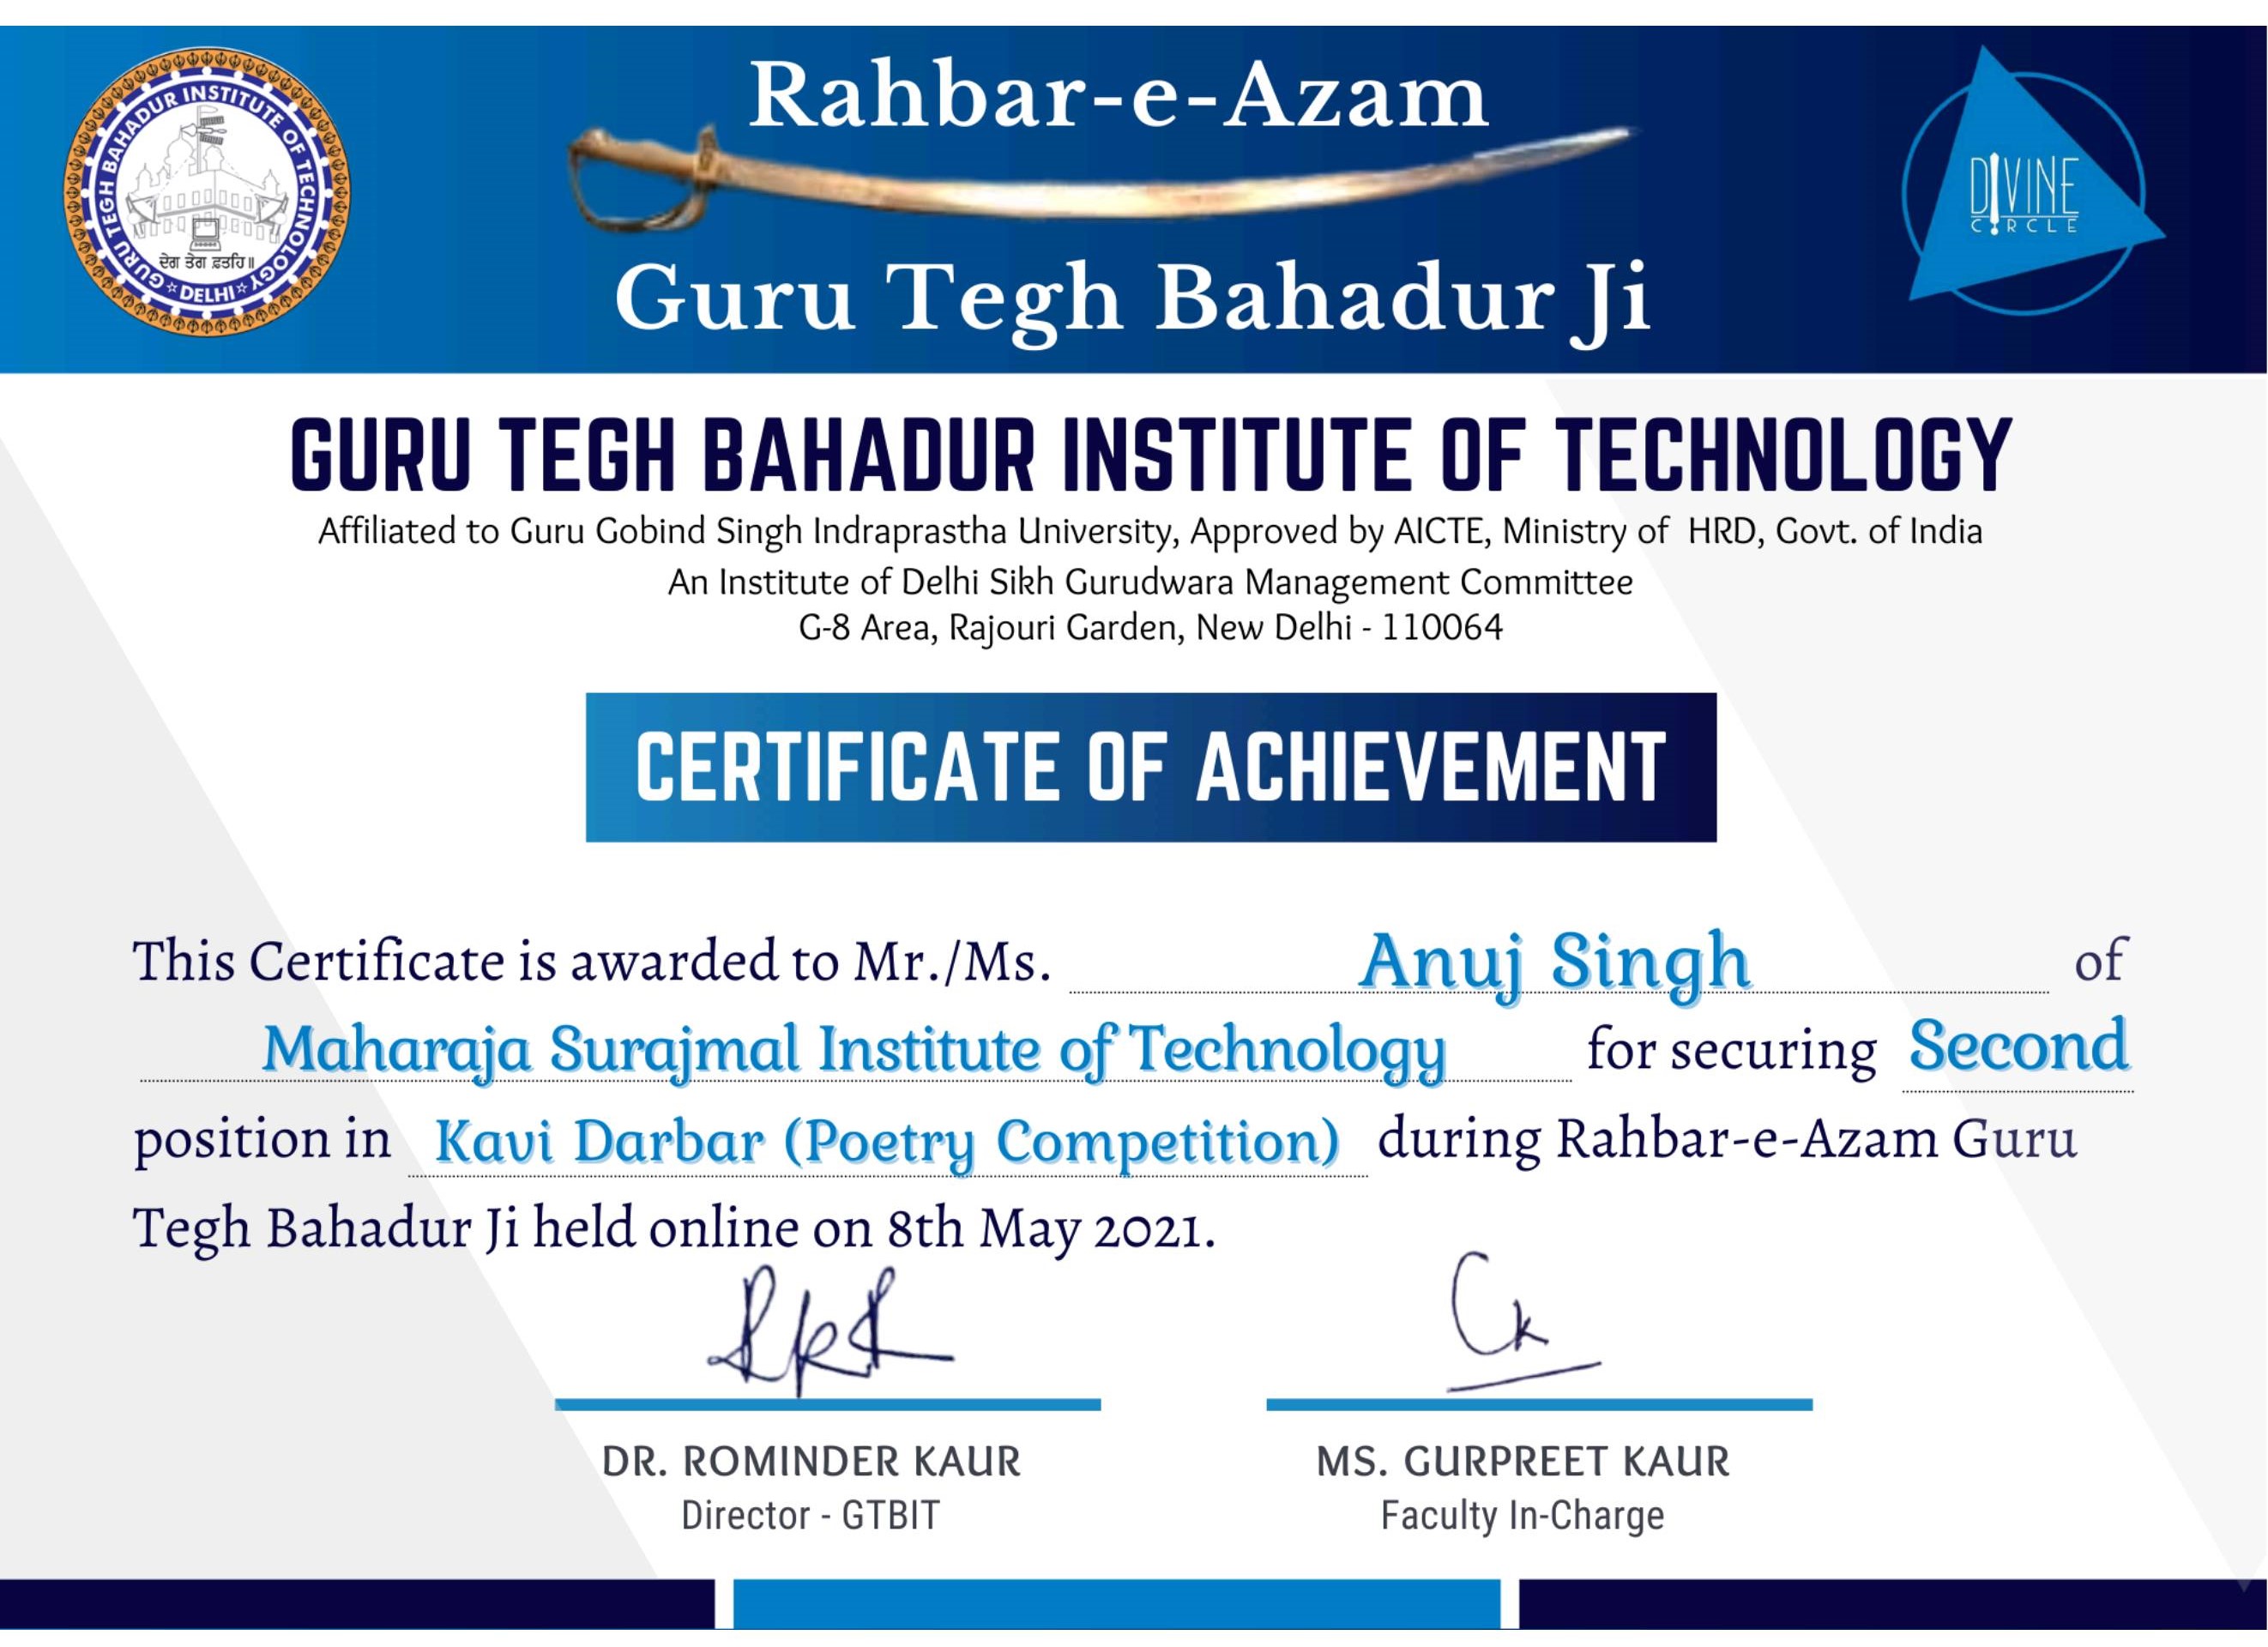 Rahbar-e-Azam
Guru Tegh Bahadur Ji
GURU TEGH BAHADUR INSTITUTE OF TECHNOLOGY
☆ DELHI ☆
ਦੇਗ ਤੇਗ ਫ਼ਤਹਿ॥
DIVINE
CIRCLE
GURU TEGH BAHADUR INSTITUTE OF TECHNOLOGY
Affiliated to Guru Gobind Singh Indraprastha University, Approved by AICTE, Ministry of HRD, Govt. of India
An Institute of Delhi Sikh Gurudwara Management Committee
G-8 Area, Rajouri Garden, New Delhi - 110064
CERTIFICATE OF ACHIEVEMENT
This Certificate is awarded to Mr./Ms. Anuj Singh of
Maharaja Surajmal Institute of Technology for securing Second
position in Kavi Darbar (Poetry Competition) during Rahbar-e-Azam Guru
Tegh Bahadur Ji held online on 8th May 2021.
DR. ROMINDER KAUR
Director - GTBIT
MS. GURPREET KAUR
Faculty In-Charge